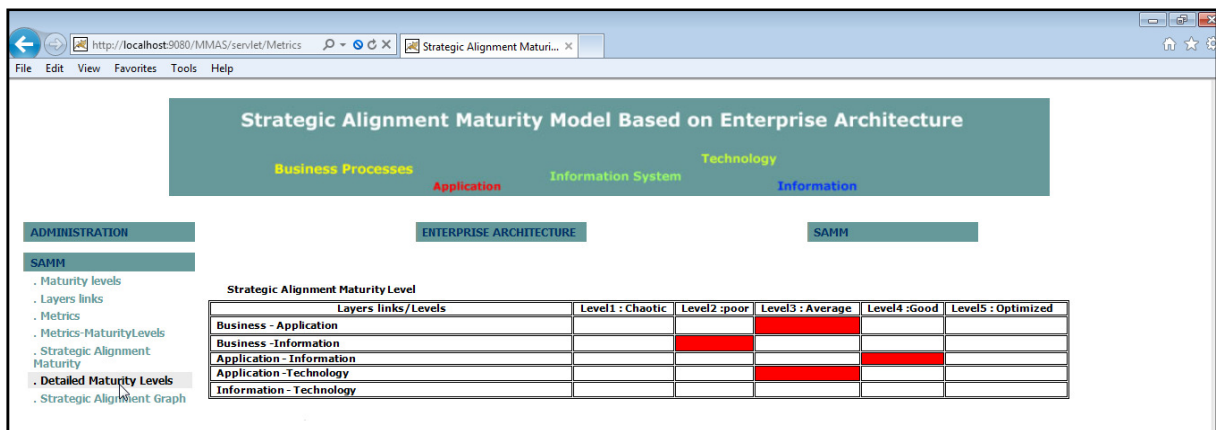 http://localhost:9080/MMAS/servlet/Metrics
Strategic Alignment Maturi...
File Edit View Favorites Tools Help
Strategic Alignment Maturity Model Based on Enterprise Architecture
Technology
Business Processes
Information System
Application
Information
ADMINISTRATION
ENTERPRISE ARCHITECTURE
SAMM
SAMM
. Maturity levels
. Layers links
. Metrics
. Metrics-MaturityLevels
. Strategic Alignment
Maturity
. Detailed Maturity Levels
. Strategic Alignment Graph
Strategic Alignment Maturity Level
Layers links/Levels Level1 : Chaotic Level2 :poor Level3 : Average Level4 :Good Level5 : Optimized
Business - Application
Business -Information
Application - Information
Application -Technology
Information - Technology